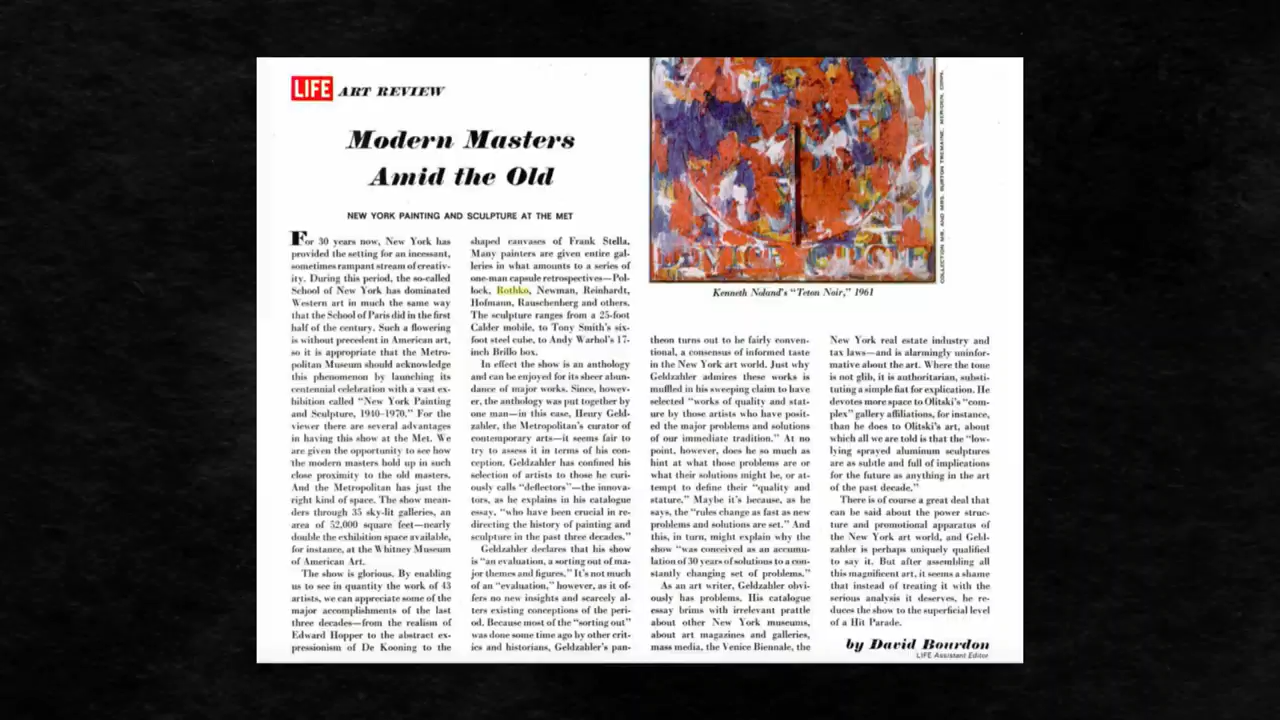 LIFE ART REVIEW
Modern Masters
Amid the Old
NEW YORK PAINTING AND SCULPTURE AT THE MET
For 30 years now, New York has
provided the setting for an incessant,
sometimes rampant stream of creativ-
ity. During this period, the so-called
School of New York has dominated
Western art in much the same way
that the School of Paris did in the first
half of the century. Such a flowering
is without precedent in American art,
so it is appropriate that the Metro-
politan Museum should acknowledge
this phenomenon by launching its
centennial celebration with a vast ex-
hibition called "New York Painting
and Sculpture, 1940-1970." For the
viewer there are several advantages
in having this show at the Met. We
are given the opportunity to see how
the modern masters hold up in such
close proximity to the old masters.
And the Metropolitan has just the
right kind of space. The show mean-
ders through 35 sky-lit galleries, an
area of 52,000 square feet—nearly
double the exhibition space available,
for instance, at the Whitney Museum
of American Art.
The show is glorious. By enabling
us to see in quantity the work of 43
artists, we can appreciate some of the
major accomplishments of the last
three decades—from the realism of
Edward Hopper to the abstract ex-
pressionism of De Kooning to the
shaped canvases of Frank Stella.
Many painters are given entire gal-
leries in what amounts to a series of
one-man capsule retrospectives—Pol-
lock, Rothko, Newman, Reinhardt,
Hofmann, Rauschenberg and others.
The sculpture ranges from a 25-foot
Calder mobile, to Tony Smith's six-
foot steel cube, to Andy Warhol's 17-
inch Brillo box.
In effect the show is an anthology
and can be enjoyed for its sheer abun-
dance of major works. Since, howev-
er, the anthology was put together by
one man—in this case, Henry Geld-
zahler, the Metropolitan's curator of
contemporary arts—it seems fair to
try to assess it in terms of his con-
ception. Geldzahler has confined his
selection of artists to those he curi-
ously calls "deflectors"—the innova-
tors, as he explains in his catalogue
essay, "who have been crucial in re-
directing the history of painting and
sculpture in the past three decades."
Geldzahler declares that his show
is "an evaluation, a sorting out of ma-
jor themes and figures." It's not much
of an "evaluation," however, as it of-
fers no new insights and scarcely al-
ters existing conceptions of the peri-
od. Because most of the "sorting out"
was done some time ago by other crit-
ics and historians, Geldzahler's pan-
COLLECTION MR. AND MRS. BURTON TREMAINE, MERIDEN, CONN.
Kenneth Noland's "Teton Noir," 1961
theon turns out to be fairly conven-
tional, a consensus of informed taste
in the New York art world. Just why
Geldzahler admires these works is
muffled in his sweeping claim to have
selected "works of quality and stat-
ure by those artists who have posit-
ed the major problems and solutions
of our immediate tradition." At no
point, however, does he so much as
hint at what those problems are or
what their solutions might be, or at-
tempt to define their "quality and
stature." Maybe it's because, as he
says, the "rules change as fast as new
problems and solutions are set." And
this, in turn, might explain why the
show "was conceived as an accumu-
lation of 30 years of solutions to a con-
stantly changing set of problems."
As an art writer, Geldzahler obvi-
ously has problems. His catalogue
essay brims with irrelevant prattle
about other New York museums,
about art magazines and galleries,
mass media, the Venice Biennale, the
New York real estate industry and
tax laws—and is alarmingly uninfor-
mative about the art. Where the tone
is not glib, it is authoritarian, substi-
tuting a simple fiat for explication. He
devotes more space to Olitski's "com-
plex" gallery affiliations, for instance,
than he does to Olitski's art, about
which all we are told is that the "low-
lying sprayed aluminum sculptures
are as subtle and full of implications
for the future as anything in the art
of the past decade."
There is of course a great deal that
can be said about the power struc-
ture and promotional apparatus of
the New York art world, and Geld-
zahler is perhaps uniquely qualified
to say it. But after assembling all
this magnificent art, it seems a shame
that instead of treating it with the
serious analysis it deserves, he re-
duces the show to the superficial level
of a Hit Parade.
by David Bourdon
LIFE Assistant Editor